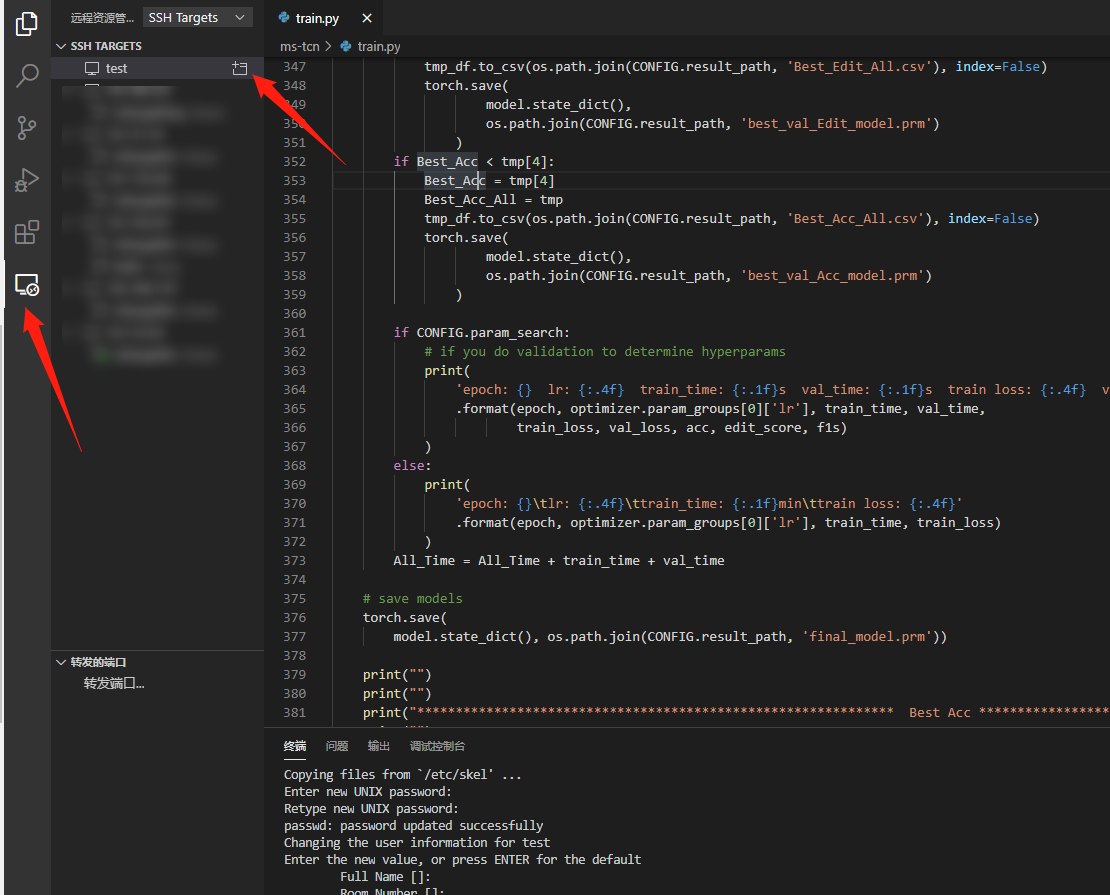 远程资源管...
SSH Targets
SSH TARGETS
test
转发的端口
转发端口...
train.py
ms-tcn > train.py
347 tmp_df.to_csv(os.path.join(CONFIG.result_path, 'Best_Edit_All.csv'), index=False)
348 torch.save(
349 model.state_dict(),
350 os.path.join(CONFIG.result_path, 'best_val_Edit_model.prm')
351 )
352 if Best_Acc < tmp[4]:
353 Best_Acc = tmp[4]
354 Best_Acc_All = tmp
355 tmp_df.to_csv(os.path.join(CONFIG.result_path, 'Best_Acc_All.csv'), index=False)
356 torch.save(
357 model.state_dict(),
358 os.path.join(CONFIG.result_path, 'best_val_Acc_model.prm')
359 )
360
361 if CONFIG.param_search:
362 # if you do validation to determine hyperparams
363 print(
364 'epoch: {}  lr: {:.4f}  train_time: {:.1f}s  val_time: {:.1f}s  train loss: {:.4f}  v
365 .format(epoch, optimizer.param_groups[0]['lr'], train_time, val_time,
366 train_loss, val_loss, acc, edit_score, f1s)
367 )
368 else:
369 print(
370 'epoch: {}\tlr: {:.4f}\ttrain_time: {:.1f}min\ttrain loss: {:.4f}'
371 .format(epoch, optimizer.param_groups[0]['lr'], train_time, train_loss)
372 )
373 All_Time = All_Time + train_time + val_time
374
375 # save models
376 torch.save(
377 model.state_dict(), os.path.join(CONFIG.result_path, 'final_model.prm'))
378
379 print("")
380 print("")
381 print("************************************************************** Best Acc *****************
终端 问题 输出 调试控制台
Copying files from `/etc/skel' ...
Enter new UNIX password:
Retype new UNIX password:
passwd: password updated successfully
Changing the user information for test
Enter the new value, or press ENTER for the default
Full Name []:
Room Number []: